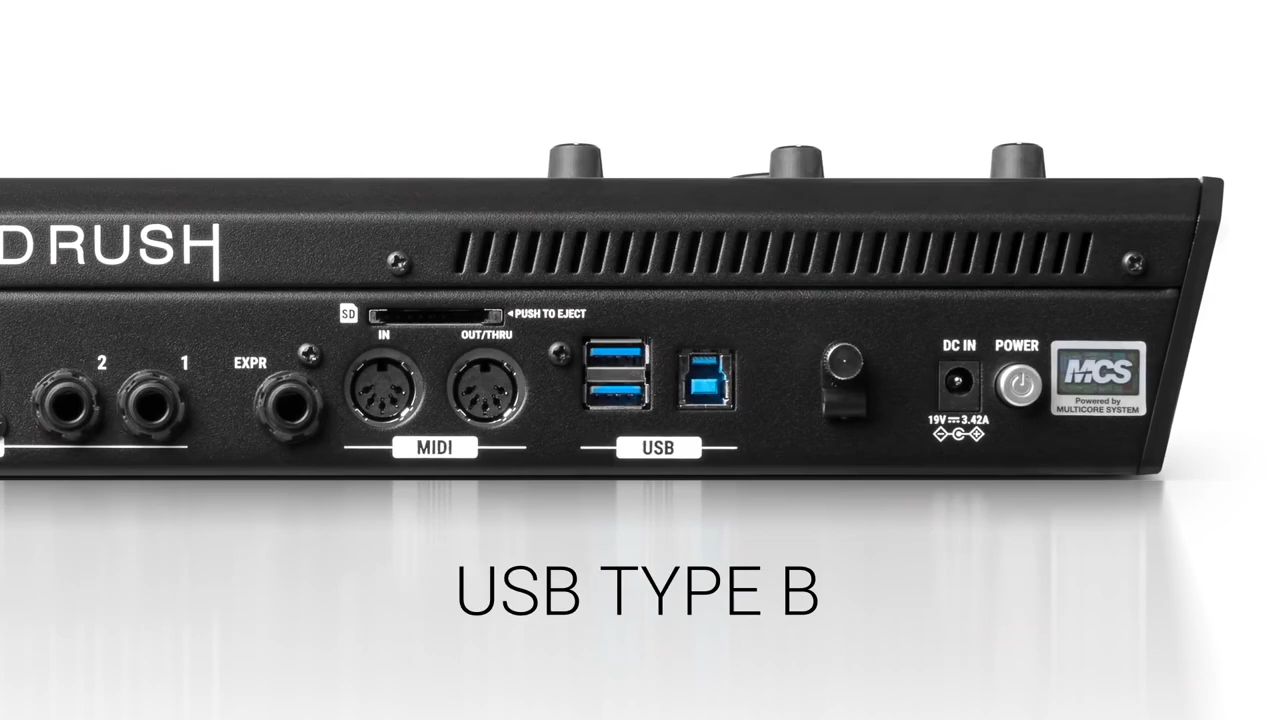 D RUSH
SD
◄PUSH TO EJECT
IN
OUT/THRU
2
1
EXPR
DC IN
POWER
MCS
Powered by
MULTICORE SYSTEM
19V⎓3.42A
MIDI
USB
USB TYPE B